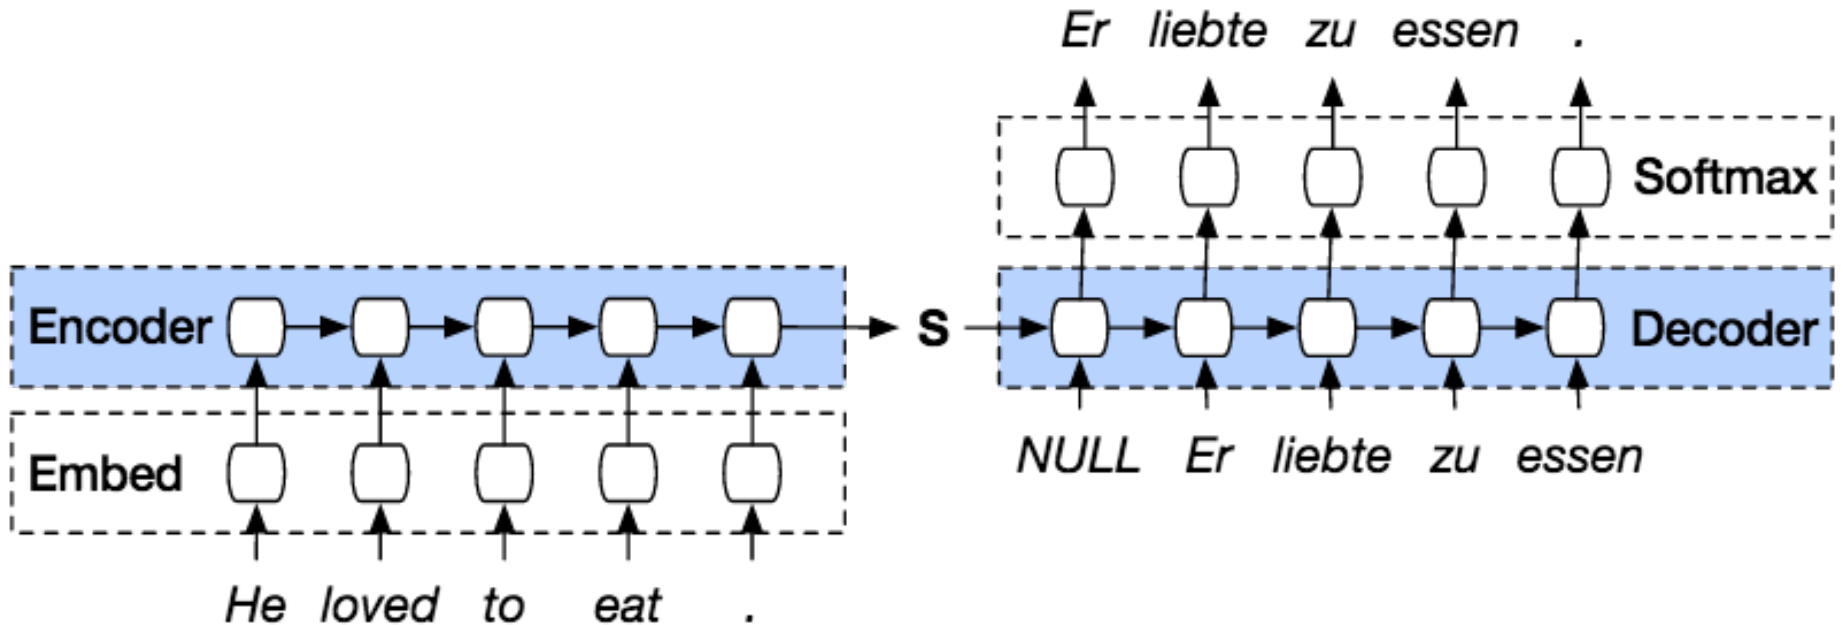 Er liebte zu essen .
Softmax
Encoder
S
Decoder
NULL Er liebte zu essen
Embed
He loved to eat .